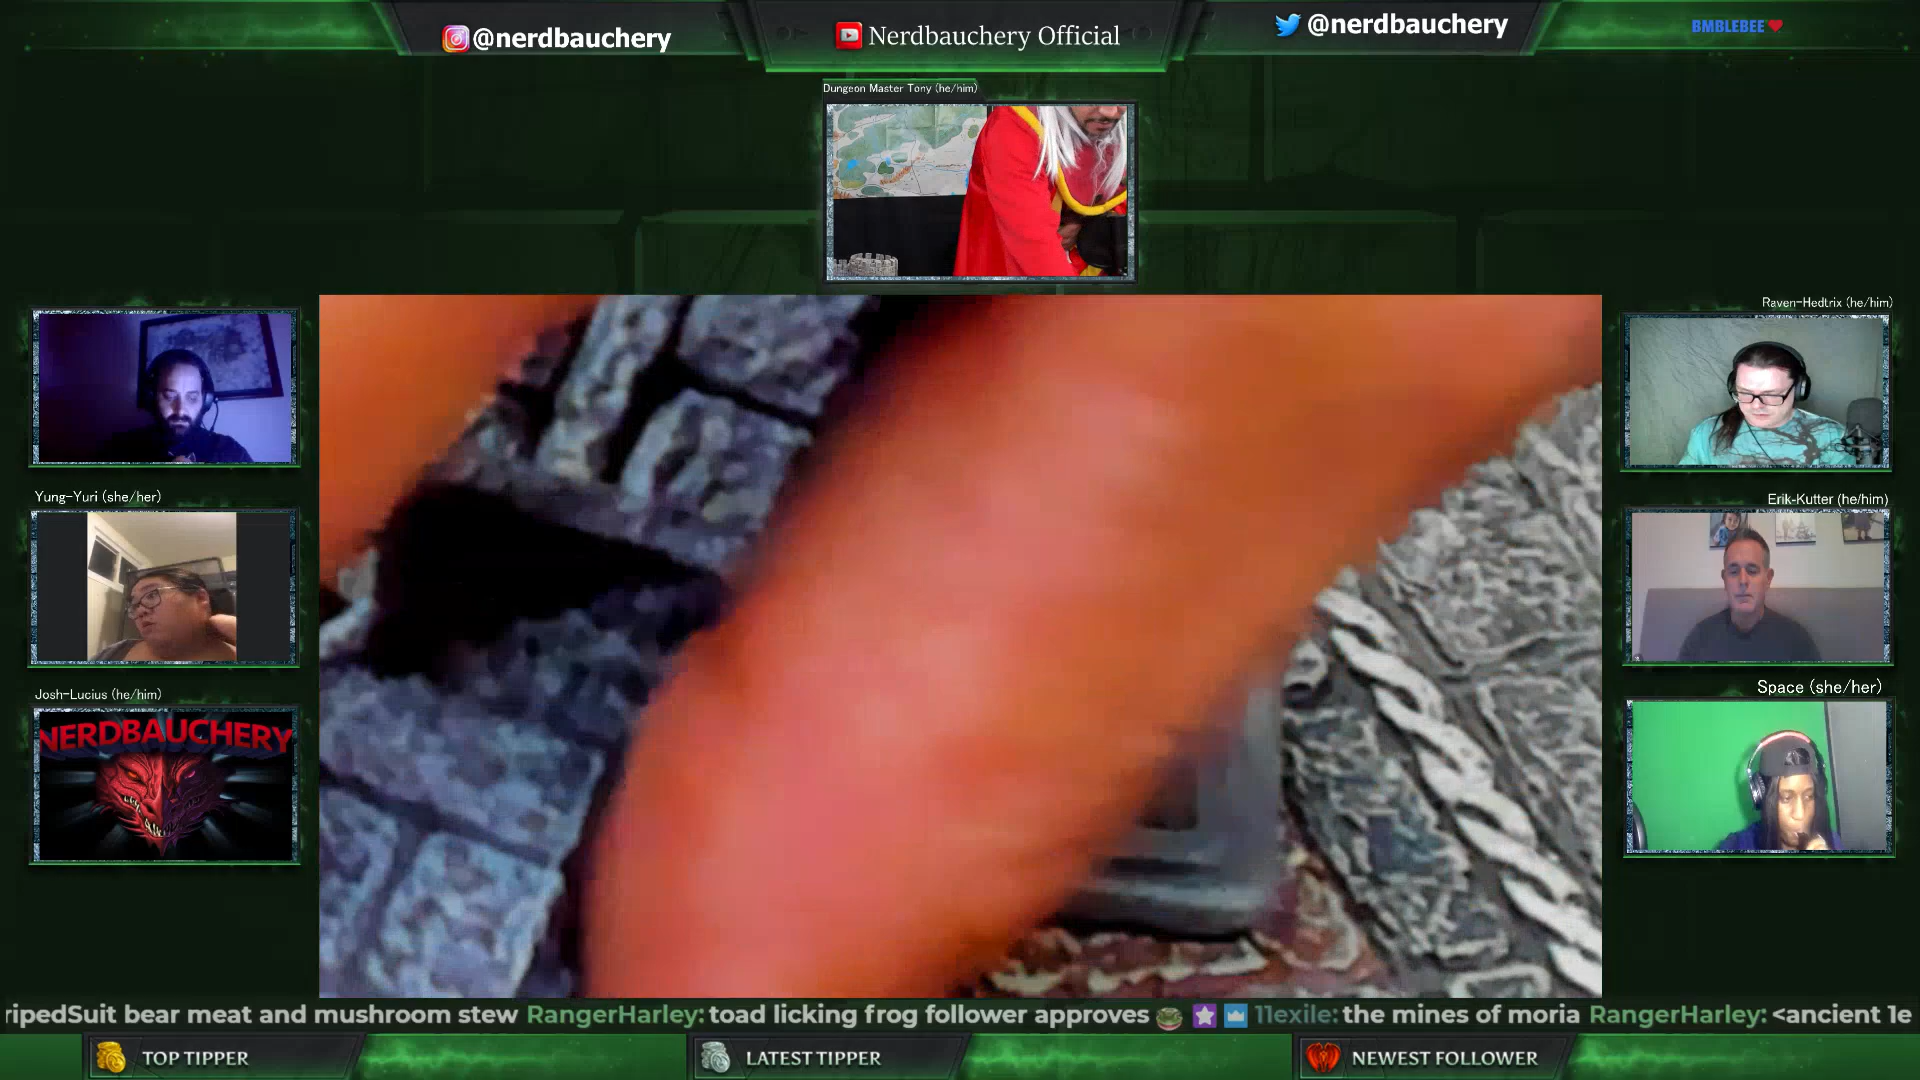 @nerdbauchery
Nerdbauchery Official
@nerdbauchery
BMBLEBEE
Dungeon Master Tony (he/him)
Raven-Hedtrix (he/him)
Yung-Yuri (she/her)
Erik-Kutter (he/him)
Josh-Lucius (he/him)
Space (she/her)
NERDBAUCHERY
ripedSuit bear meat and mushroom stew RangerHarley: toad licking frog follower approves 11exile: the mines of moria RangerHarley: <ancient 1e
TOP TIPPER
LATEST TIPPER
NEWEST FOLLOWER